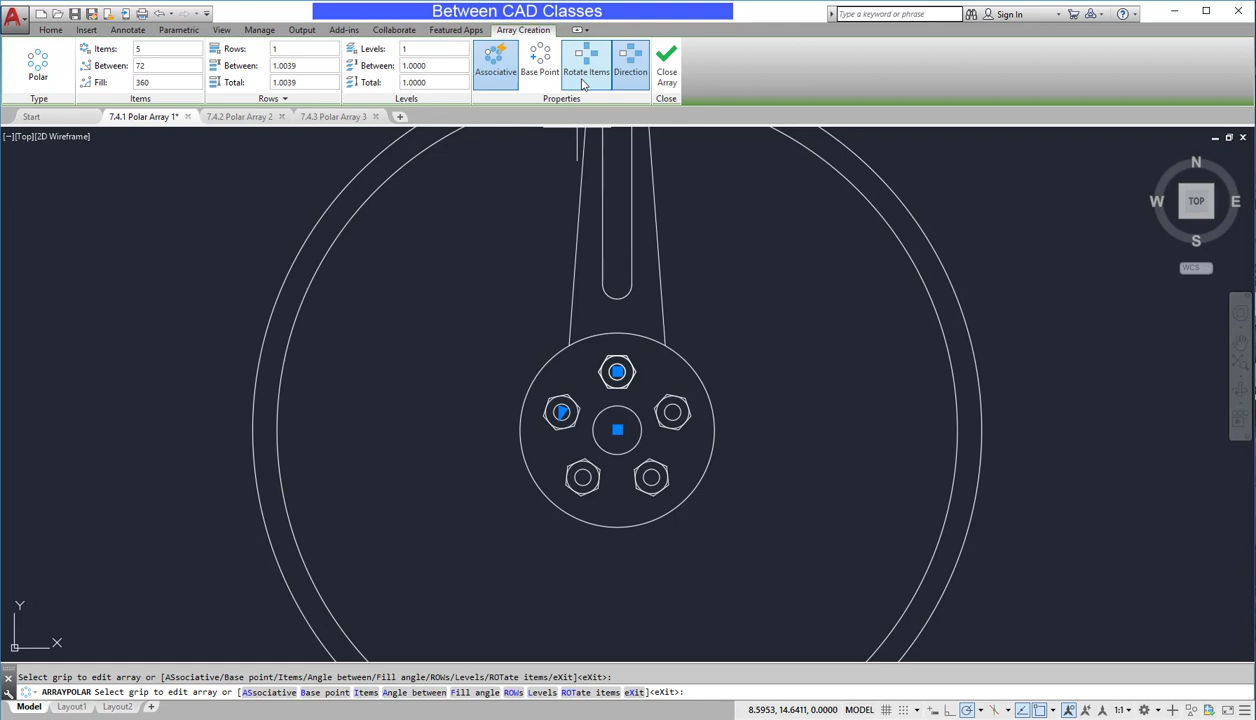 Between CAD Classes
Type a keyword or phrase
Sign In
Home Insert Annotate Parametric View Manage Output Add-ins Collaborate Featured Apps Array Creation
Polar
Type
Items: 5
Between: 72
Fill: 360
Items
Rows: 1
Between: 1.0039
Total: 1.0039
Rows
Levels: 1
Between: 1.0000
Total: 1.0000
Levels
Associative Base Point Rotate Items Direction
Properties
Close Array
Close
Start 7.4.1 Polar Array 1* 7.4.2 Polar Array 2 7.4.3 Polar Array 3
[−][Top][2D Wireframe]
N
W TOP E
S
WCS
Y
X
Select grip to edit array or [ASsociative/Base point/Items/Angle between/Fill angle/ROWs/Levels/ROTate items/eXit]<eXit>:
ARRAYPOLAR Select grip to edit array or [ASsociative Base point Items Angle between Fill angle ROWs Levels ROTate items eXit]<eXit>:
Model Layout1 Layout2 +
8.5953, 14.6411, 0.0000 MODEL 1:1